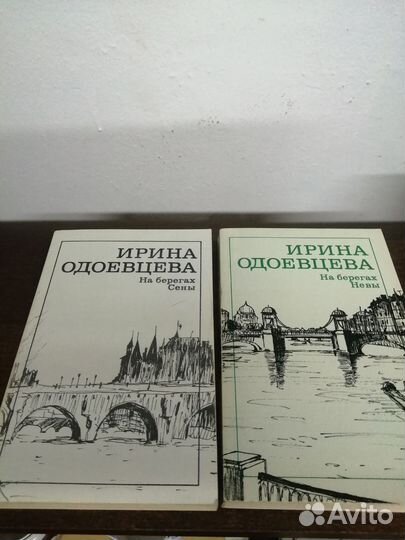 ИРИНА
ОДОЕВЦЕВА
На берегах
Сены
ИРИНА
ОДОЕВЦЕВА
На берегах
Невы
Avito